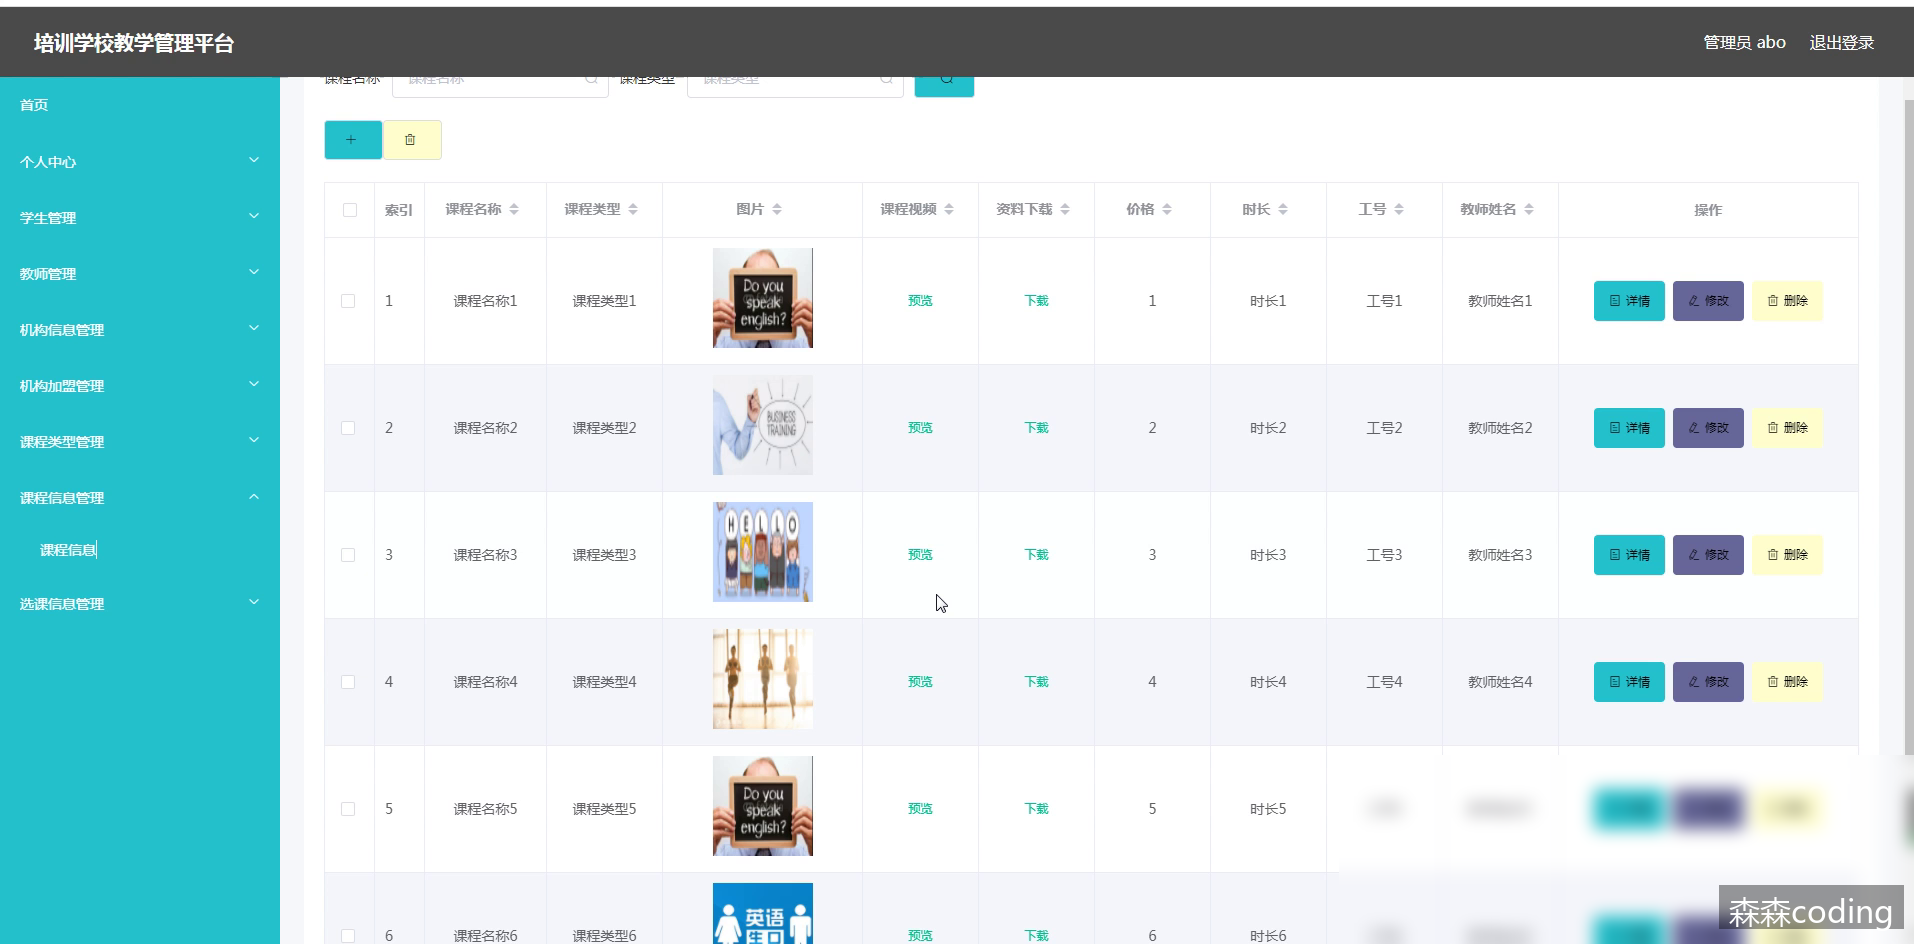 培训学校教学管理平台
管理员 abo 退出登录
首页
个人中心
学生管理
教师管理
机构信息管理
机构加盟管理
课程类型管理
课程信息管理
课程信息
选课信息管理
课程名称 课程名称 课程类型 课程类型
索引 课程名称 课程类型 图片 课程视频 资料下载 价格 时长 工号 教师姓名 操作
1 课程名称1 课程类型1 预览 下载 1 时长1 工号1 教师姓名1 详情 修改 删除
Do you
speak
english?
2 课程名称2 课程类型2 预览 下载 2 时长2 工号2 教师姓名2 详情 修改 删除
BUSINESS
TRAINING
3 课程名称3 课程类型3 预览 下载 3 时长3 工号3 教师姓名3 详情 修改 删除
HELLO
4 课程名称4 课程类型4 预览 下载 4 时长4 工号4 教师姓名4 详情 修改 删除
5 课程名称5 课程类型5 预览 下载 5 时长5
Do you
speak
english?
6 课程名称6 课程类型6 预览 下载 6 时长6
英语
生口
森森coding